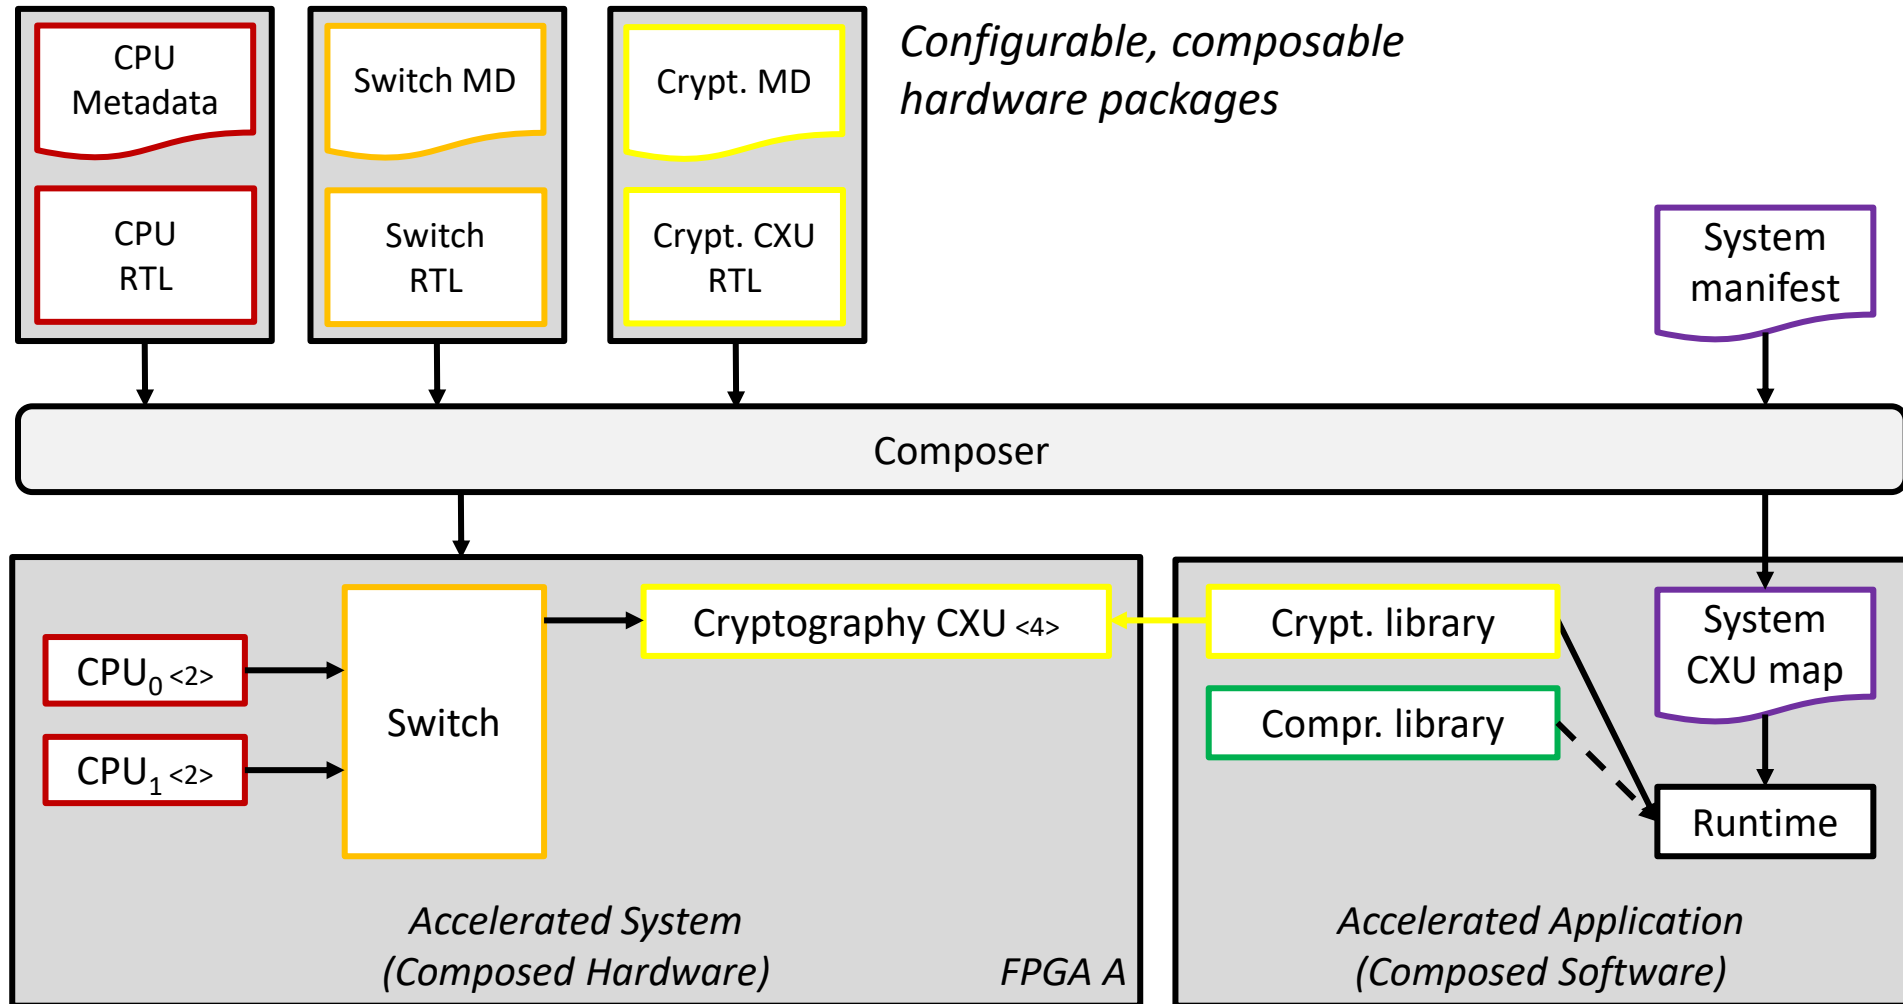 CPU
Metadata
CPU
RTL
Switch MD
Switch
RTL
Crypt. MD
Crypt. CXU
RTL
Configurable, composable
hardware packages
System
manifest
Composer
CPU₀ <2>
CPU₁ <2>
Switch
Cryptography CXU <4>
Accelerated System
(Composed Hardware)
FPGA A
Crypt. library
Compr. library
System
CXU map
Runtime
Accelerated Application
(Composed Software)